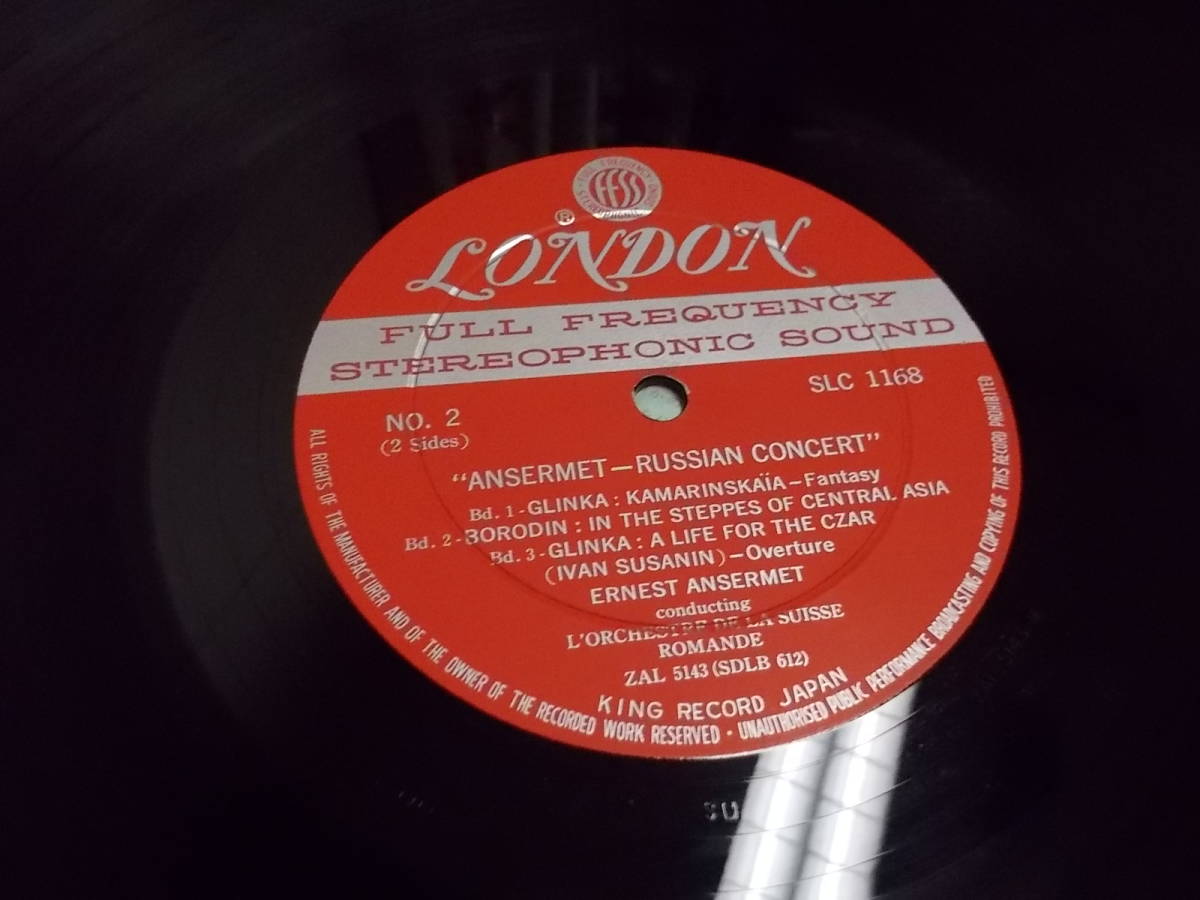 FULL FREQUENCY
FFSS
®
LONDON
FULL FREQUENCY
STEREOPHONIC SOUND
SLC 1168
NO. 2
(2 Sides)
"ANSERMET—RUSSIAN CONCERT"
Bd. 1-GLINKA : KAMARINSKAÏA—Fantasy
Bd. 2-BORODIN : IN THE STEPPES OF CENTRAL ASIA
Bd. 3-GLINKA : A LIFE FOR THE CZAR
(IVAN SUSANIN)—Overture
ERNEST ANSERMET
conducting
L'ORCHESTRE DE LA SUISSE
ROMANDE
ZAL 5143 (SDLB 612)
KING RECORD JAPAN
ALL RIGHTS OF THE MANUFACTURER AND OF THE OWNER OF THE RECORDED WORK RESERVED · UNAUTHORISED PUBLIC PERFORMANCE BROADCASTING AND COPYING OF THIS RECORD PROHIBITED